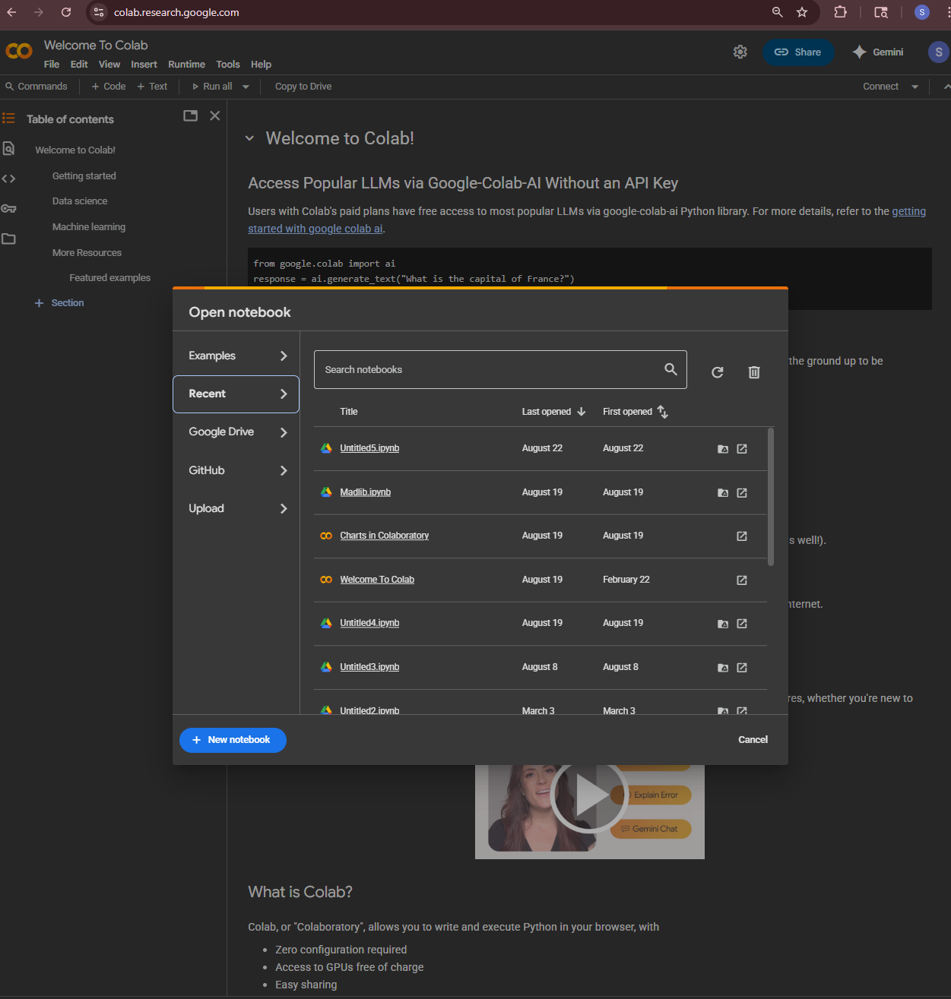 colab.research.google.com
S
Welcome To Colab
File Edit View Insert Runtime Tools Help
Share
Gemini
S
Commands
+ Code + Text
Run all
Copy to Drive
Connect
Table of contents
Welcome to Colab!
Getting started
Data science
Machine learning
More Resources
Featured examples
+ Section
Welcome to Colab!
Access Popular LLMs via Google-Colab-AI Without an API Key
Users with Colab's paid plans have free access to most popular LLMs via google-colab-ai Python library. For more details, refer to the getting
started with google colab ai.
from google.colab import ai
response = ai.generate_text("What is the capital of France?")
the ground up to be
s well!).
nternet.
res, whether you're new to
Open notebook
Examples
Recent
Google Drive
GitHub
Upload
Search notebooks
Title Last opened First opened
Untitled5.ipynb August 22 August 22
Madlib.ipynb August 19 August 19
Charts in Colaboratory August 19 August 19
Welcome To Colab August 19 February 22
Untitled4.ipynb August 19 August 19
Untitled3.ipynb August 8 August 8
Untitled2.ipynb March 3 March 3
+ New notebook
Cancel
Explain Error
Gemini Chat
What is Colab?
Colab, or "Colaboratory", allows you to write and execute Python in your browser, with
• Zero configuration required
• Access to GPUs free of charge
• Easy sharing